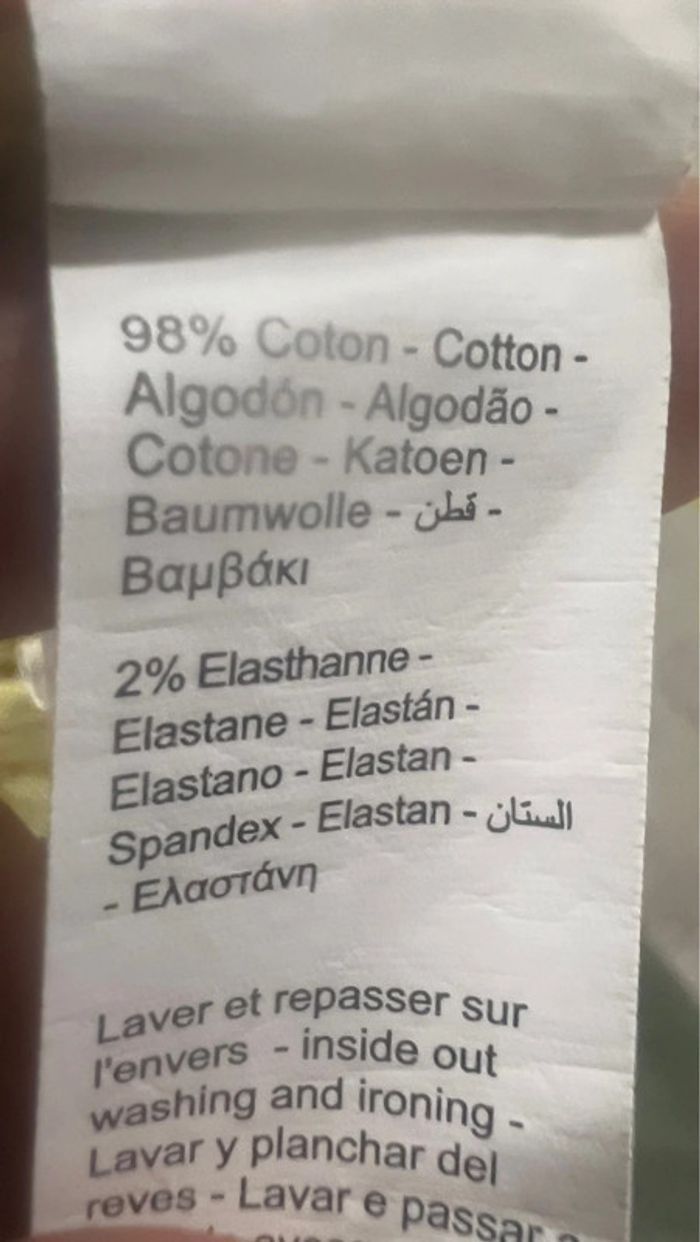 98% Coton - Cotton -
Algodón - Algodão -
Cotone - Katoen -
Baumwolle - قطن -
Βαμβάκι
2% Elasthanne -
Elastane - Elastán -
Elastano - Elastan -
Spandex - Elastan - الستان
- Ελαστάνη
Laver et repasser sur
l'envers - inside out
washing and ironing -
Lavar y planchar del
reves - Lavar e passar